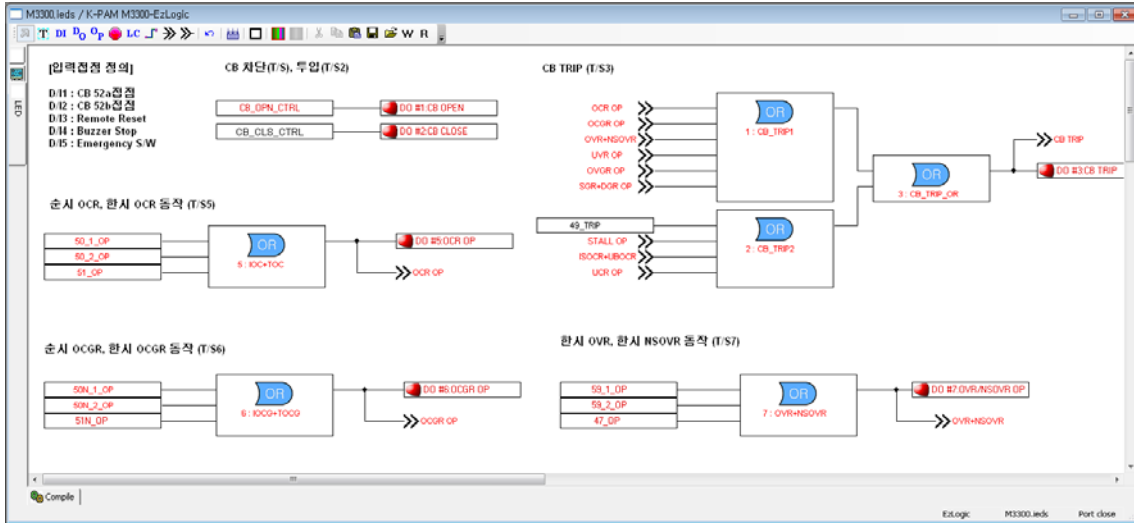 M3300.ieds / K-PAM M3300-EzLogic
T DI DO OP LC W R
LED
[입력접점 정의]
D/I1 : CB 52a접점
D/I2 : CB 52b접점
D/I3 : Remote Reset
D/I4 : Buzzer Stop
D/I5 : Emergency S/W
CB 차단(T/S), 투입(T/S2)
CB_OPN_CTRL
DO #1:CB OPEN
CB_CLS_CTRL
DO #2:CB CLOSE
CB TRIP (T/S3)
OCR OP
OCGR OP
OVR+NSOVR
UVR OP
OVGR OP
SGR+DGR OP
OR
1 : CB_TRIP1
49_TRIP
STALL OP
ISOCR+UBOCR
UCR OP
OR
2 : CB_TRIP2
OR
3 : CB_TRIP_OR
CB TRIP
DO #3:CB TRIP
순시 OCR, 한시 OCR 동작 (T/S5)
50_1_OP
50_2_OP
51_OP
OR
5 : IOC+TOC
DO #5:OCR OP
OCR OP
순시 OCGR, 한시 OCGR 동작 (T/S6)
50N_1_OP
50N_2_OP
51N_OP
OR
6 : IOCG+TOCG
DO #6:OCGR OP
OCGR OP
한시 OVR, 한시 NSOVR 동작 (T/S7)
59_1_OP
59_2_OP
47_OP
OR
7 : OVR+NSOVR
DO #7:OVR/NSOVR OP
OVR+NSOVR
Compile
EzLogic M3300.ieds Port close